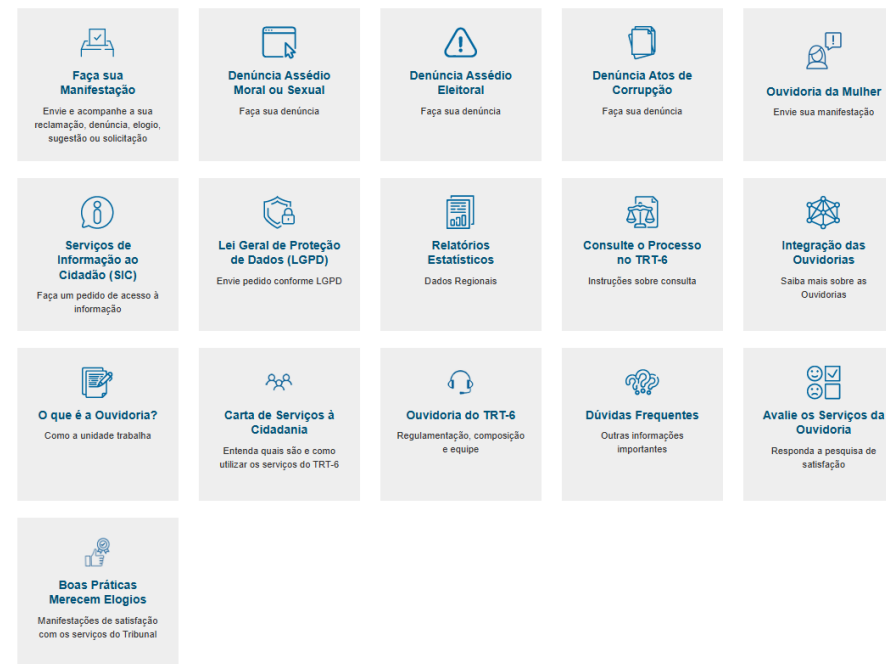 Faça sua
Manifestação
Envie e acompanhe a sua
reclamação, denúncia, elogio,
sugestão ou solicitação
Denúncia Assédio
Moral ou Sexual
Faça sua denúncia
Denúncia Assédio
Eleitoral
Faça sua denúncia
Denúncia Atos de
Corrupção
Faça sua denúncia
Ouvidoria da Mulher
Envie sua manifestação
Serviços de
Informação ao
Cidadão (SIC)
Faça um pedido de acesso à
informação
Lei Geral de Proteção
de Dados (LGPD)
Envie pedido conforme LGPD
Relatórios
Estatísticos
Dados Regionais
Consulte o Processo
no TRT-6
Instruções sobre consulta
Integração das
Ouvidorias
Saiba mais sobre as
Ouvidorias
O que é a Ouvidoria?
Como a unidade trabalha
Carta de Serviços à
Cidadania
Entenda quais são e como
utilizar os serviços do TRT-6
Ouvidoria do TRT-6
Regulamentação, composição
e equipe
Dúvidas Frequentes
Outras informações
importantes
Avalie os Serviços da
Ouvidoria
Responda a pesquisa de
satisfação
Boas Práticas
Merecem Elogios
Manifestações de satisfação
com os serviços do Tribunal